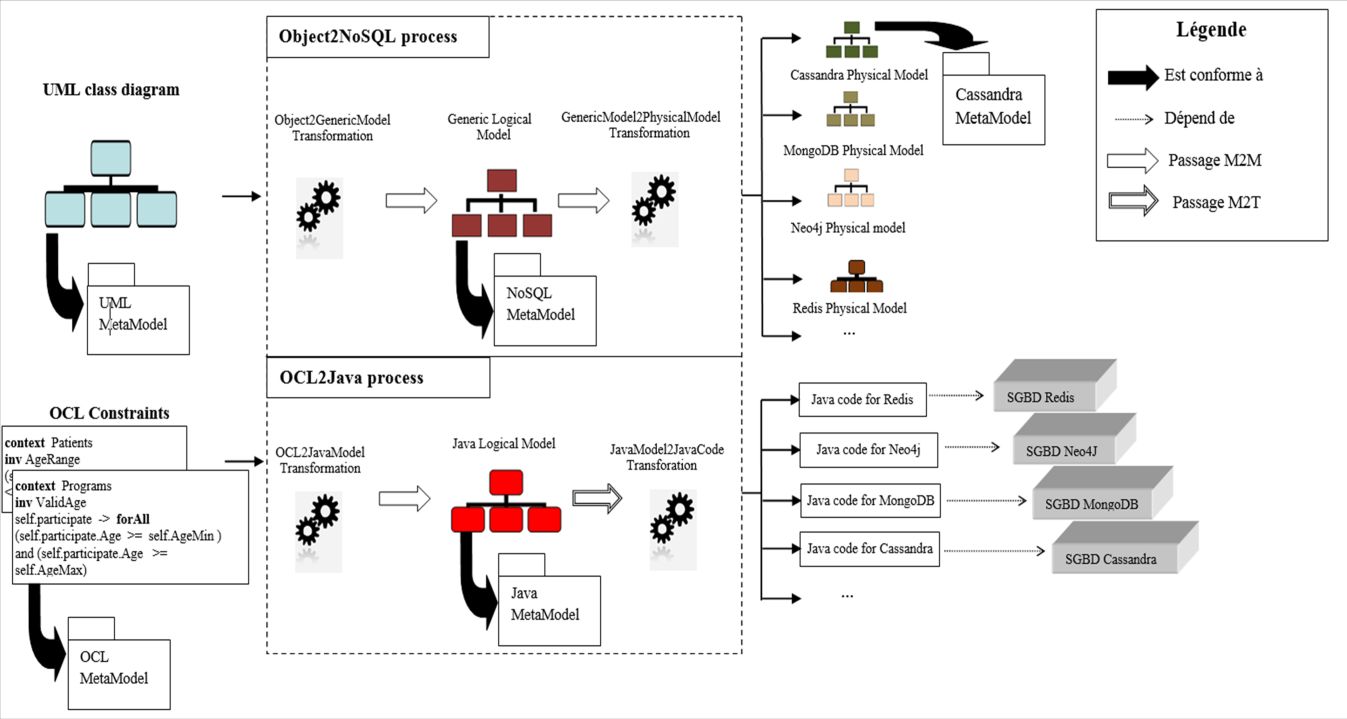 UML class diagram
UML
MetaModel
OCL Constraints
context Patients
inv AgeRange
(s
<
context Programs
inv ValidAge
self.participate -> forAll
(self.participate.Age >= self.AgeMin )
and (self.participate.Age >=
self.AgeMax)
OCL
MetaModel
Object2NoSQL process
Object2GenericModel
Transformation
Generic Logical
Model
GenericModel2PhysicalModel
Transformation
NoSQL
MetaModel
OCL2Java process
OCL2JavaModel
Transformation
Java Logical Model
JavaModel2JavaCode
Transforation
Java
MetaModel
Cassandra Physical Model
Cassandra
MetaModel
MongoDB Physical Model
Neo4j Physical model
Redis Physical Model
...
Java code for Redis
SGBD Redis
Java code for Neo4j
SGBD Neo4J
Java code for MongoDB
SGBD MongoDB
Java code for Cassandra
SGBD Cassandra
...
Légende
Est conforme à
Dépend de
Passage M2M
Passage M2T